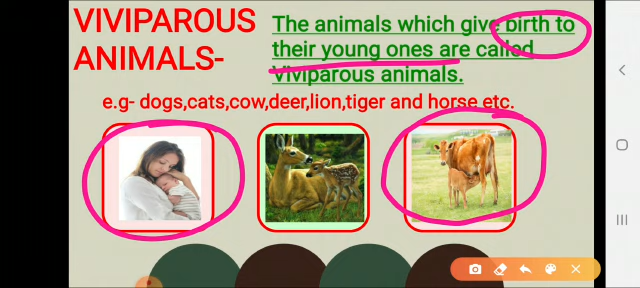 VIVIPAROUS
ANIMALS-
The animals which give birth to
their young ones are called
Viviparous animals.
e.g- dogs,cats,cow,deer,lion,tiger and horse etc.